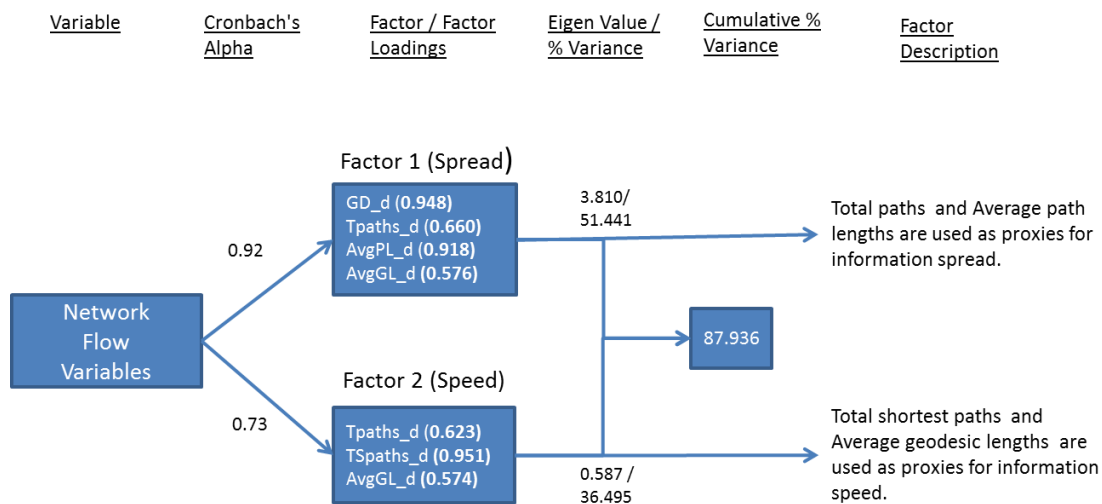 Variable
Cronbach's
Alpha
Factor / Factor
Loadings
Eigen Value /
% Variance
Cumulative %
Variance
Factor
Description
Factor 1 (Spread)
GD_d (0.948)
Tpaths_d (0.660)
AvgPL_d (0.918)
AvgGL_d (0.576)
3.810/
51.441
Total paths and Average path
lengths are used as proxies for
information spread.
0.92
Network
Flow
Variables
87.936
0.73
Factor 2 (Speed)
Tpaths_d (0.623)
TSpaths_d (0.951)
AvgGL_d (0.574)
0.587 /
36.495
Total shortest paths and
Average geodesic lengths are
used as proxies for information
speed.